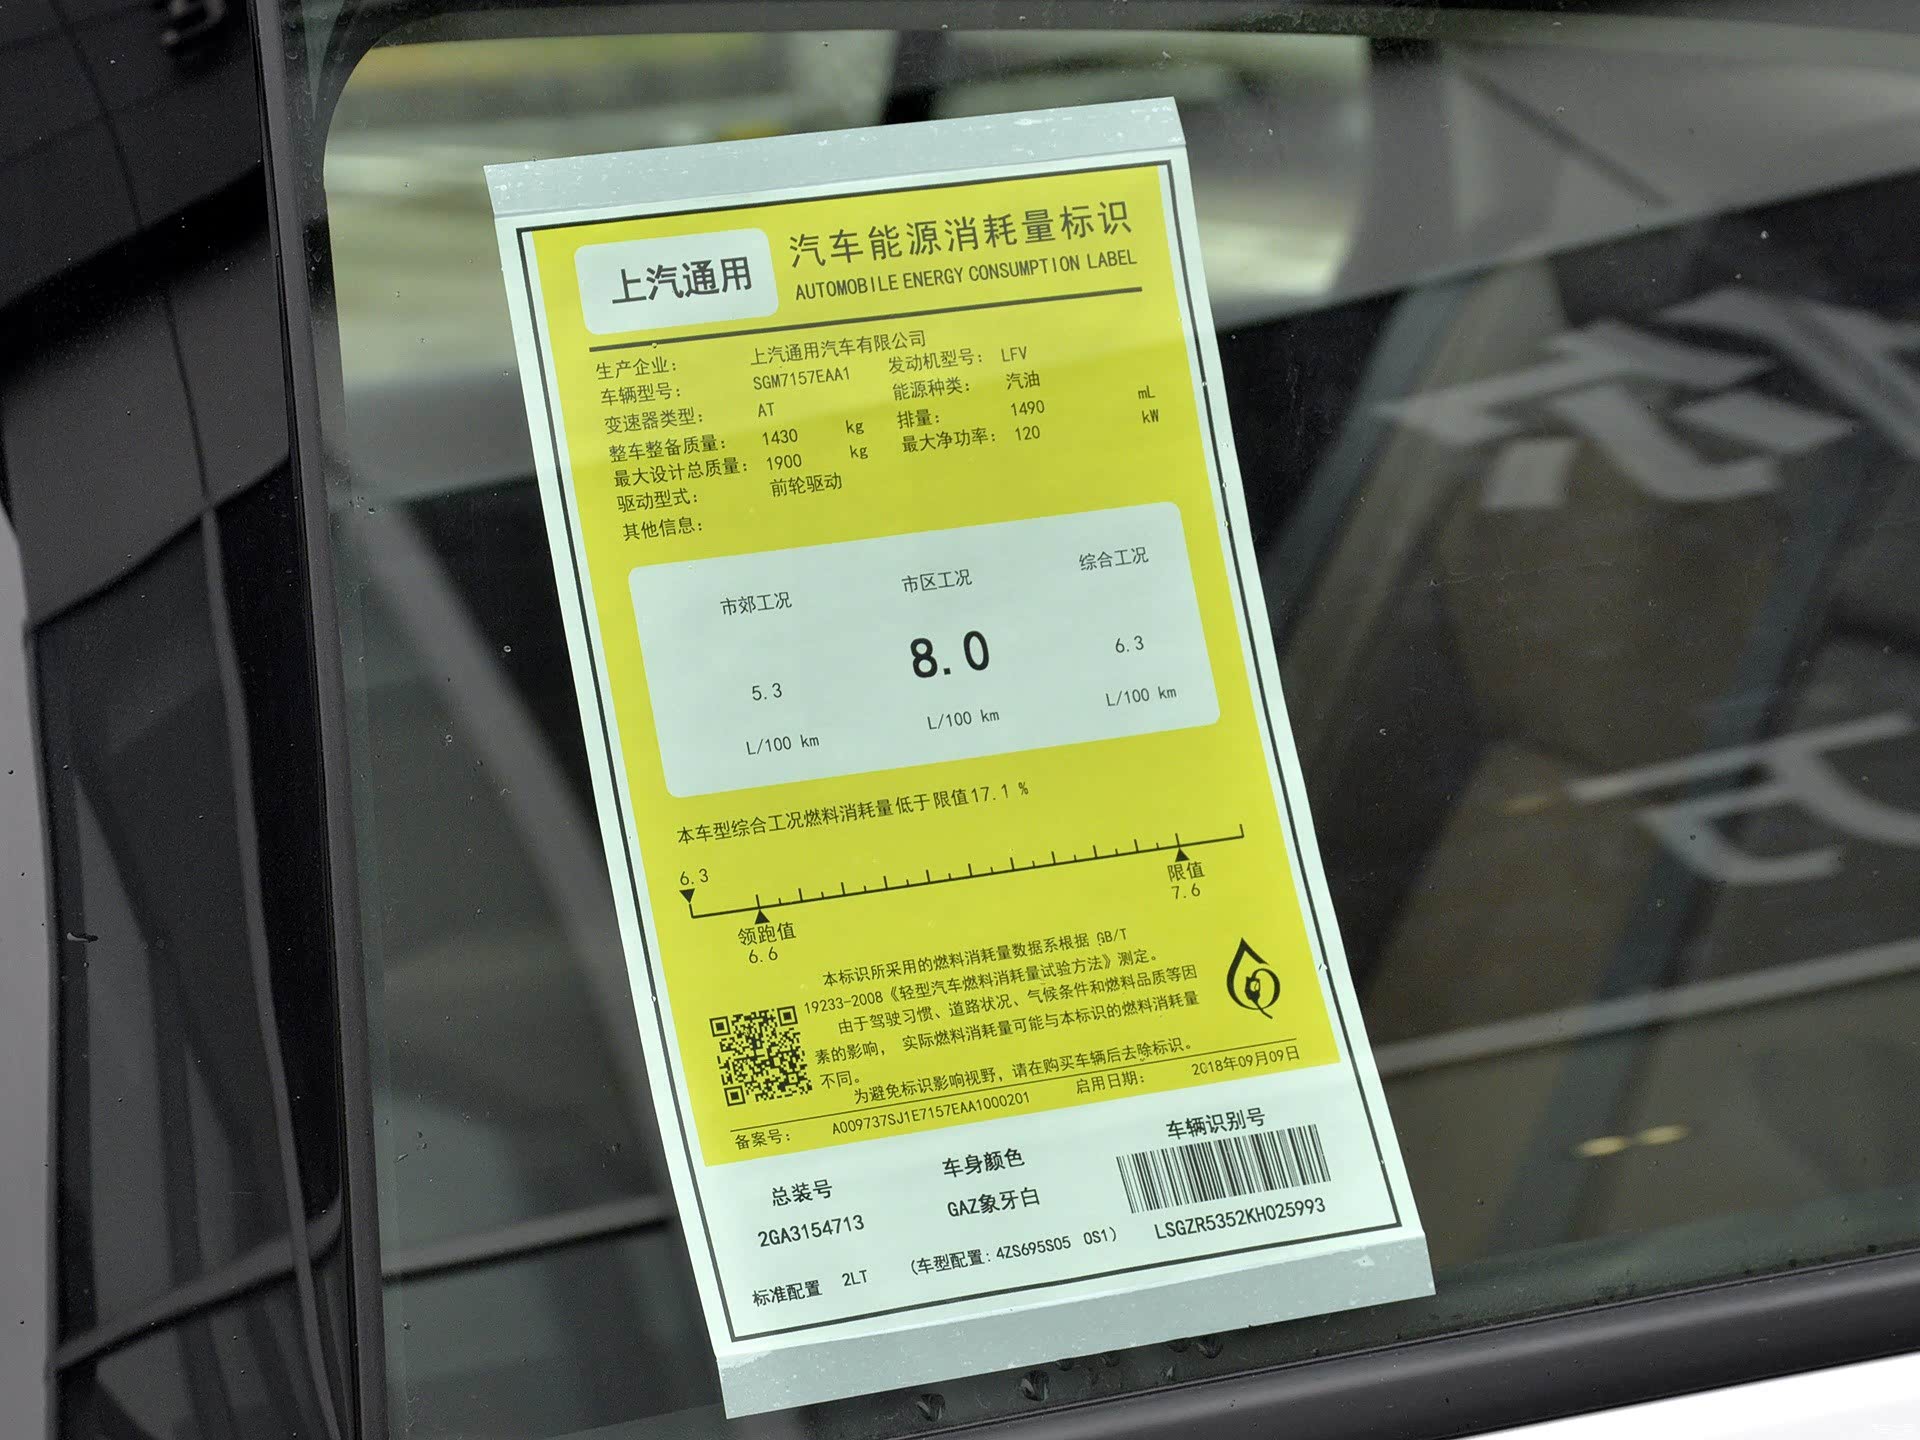 上汽通用
汽车能源消耗量标识
AUTOMOBILE ENERGY CONSUMPTION LABEL
生产企业: 上汽通用汽车有限公司
车辆型号: SGM7157EAA1 发动机型号: LFV
变速器类型: AT 能源种类: 汽油
整车整备质量: 1430 kg 排量: 1490 mL
最大设计总质量: 1900 kg 最大净功率: 120 kW
驱动型式: 前轮驱动
其他信息:
市郊工况 市区工况 综合工况
5.3 8.0 6.3
L/100 km L/100 km L/100 km
本车型综合工况燃料消耗量低于限值17.1 %
6.3
领跑值 限值
6.6 7.6
本标识所采用的燃料消耗量数据系根据 GB/T
19233-2008《轻型汽车燃料消耗量试验方法》测定。
由于驾驶习惯、道路状况、气候条件和燃料品质等因
素的影响, 实际燃料消耗量可能与本标识的燃料消耗量
不同。
为避免标识影响视野,请在购买车辆后去除标识。
备案号: A009737SJ1E7157EAA1000201 启用日期: 2018年09月09日
总装号 车身颜色 车辆识别号
2GA3154713 GAZ象牙白 LSGZR5352KH025993
标准配置 2LT (车型配置: 4ZS695S05 0S1)